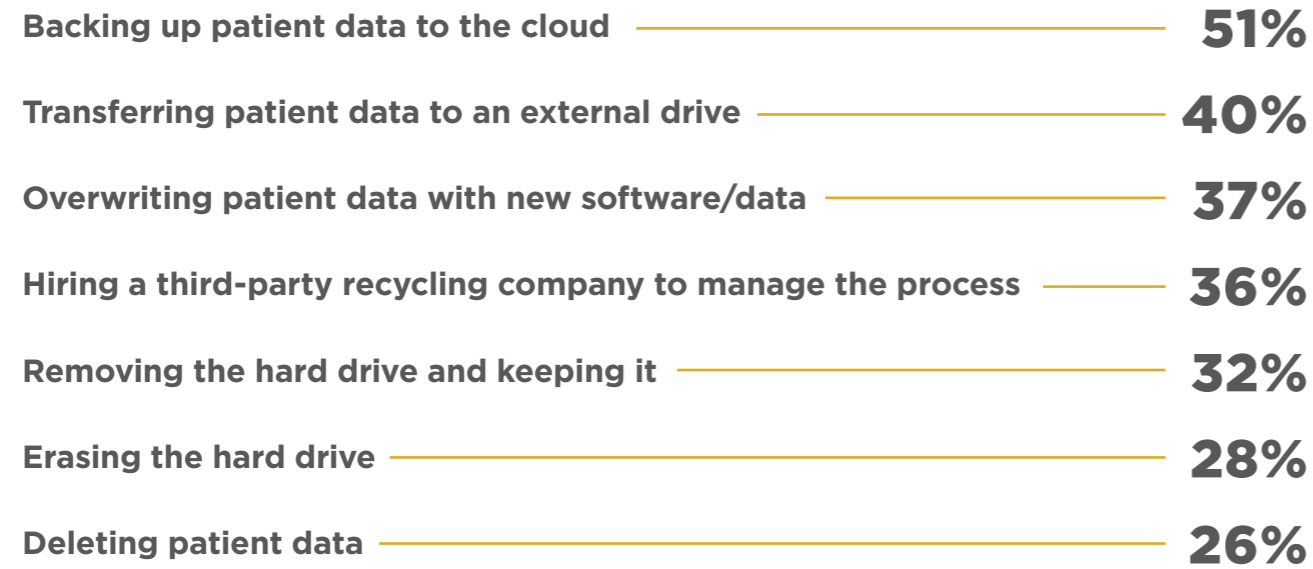 Backing up patient data to the cloud 51%
Transferring patient data to an external drive 40%
Overwriting patient data with new software/data 37%
Hiring a third-party recycling company to manage the process 36%
Removing the hard drive and keeping it 32%
Erasing the hard drive 28%
Deleting patient data 26%